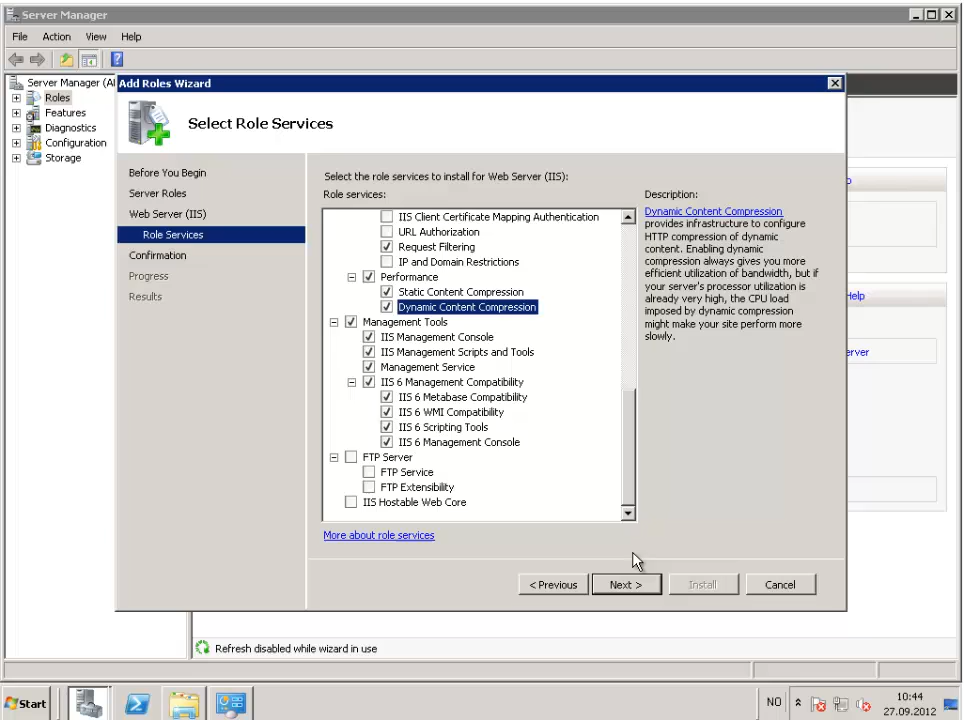 Server Manager
File Action View Help
Server Manager (Al
Roles
Features
Diagnostics
Configuration
Storage
Add Roles Wizard
Select Role Services
Before You Begin
Server Roles
Web Server (IIS)
Role Services
Confirmation
Progress
Results
Select the role services to install for Web Server (IIS):
Role services:
IIS Client Certificate Mapping Authentication
URL Authorization
Request Filtering
IP and Domain Restrictions
Performance
Static Content Compression
Dynamic Content Compression
Management Tools
IIS Management Console
IIS Management Scripts and Tools
Management Service
IIS 6 Management Compatibility
IIS 6 Metabase Compatibility
IIS 6 WMI Compatibility
IIS 6 Scripting Tools
IIS 6 Management Console
FTP Server
FTP Service
FTP Extensibility
IIS Hostable Web Core
More about role services
Description:
Dynamic Content Compression
provides infrastructure to configure
HTTP compression of dynamic
content. Enabling dynamic
compression always gives you more
efficient utilization of bandwidth, but if
your server's processor utilization is
already very high, the CPU load
imposed by dynamic compression
might make your site perform more
slowly.
Help
erver
< Previous Next > Install Cancel
Refresh disabled while wizard in use
Start
NO
10:44
27.09.2012